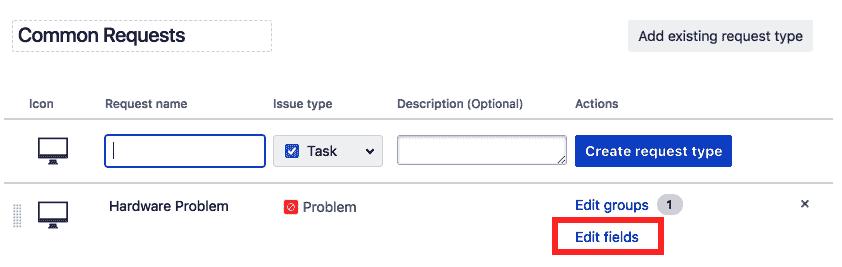 Common Requests
Add existing request type
Icon Request name Issue type Description (Optional) Actions
Task Create request type
Hardware Problem Problem Edit groups 1
Edit fields